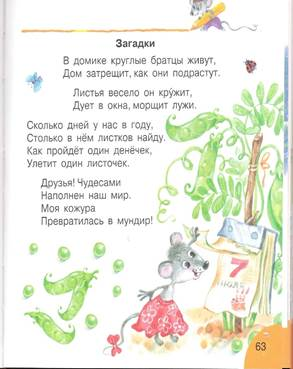 Загадки
В домике круглые братцы живут,
Дом затрещит, как они подрастут.
Листья весело он кружит,
Дует в окна, морщит лужи.
Сколько дней у нас в году,
Столько в нём листков найду.
Как пройдёт один денёчек,
Улетит один листочек.
Друзья! Чудесами
Наполнен наш мир.
Моя кожура
Превратилась в мундир!
7
63